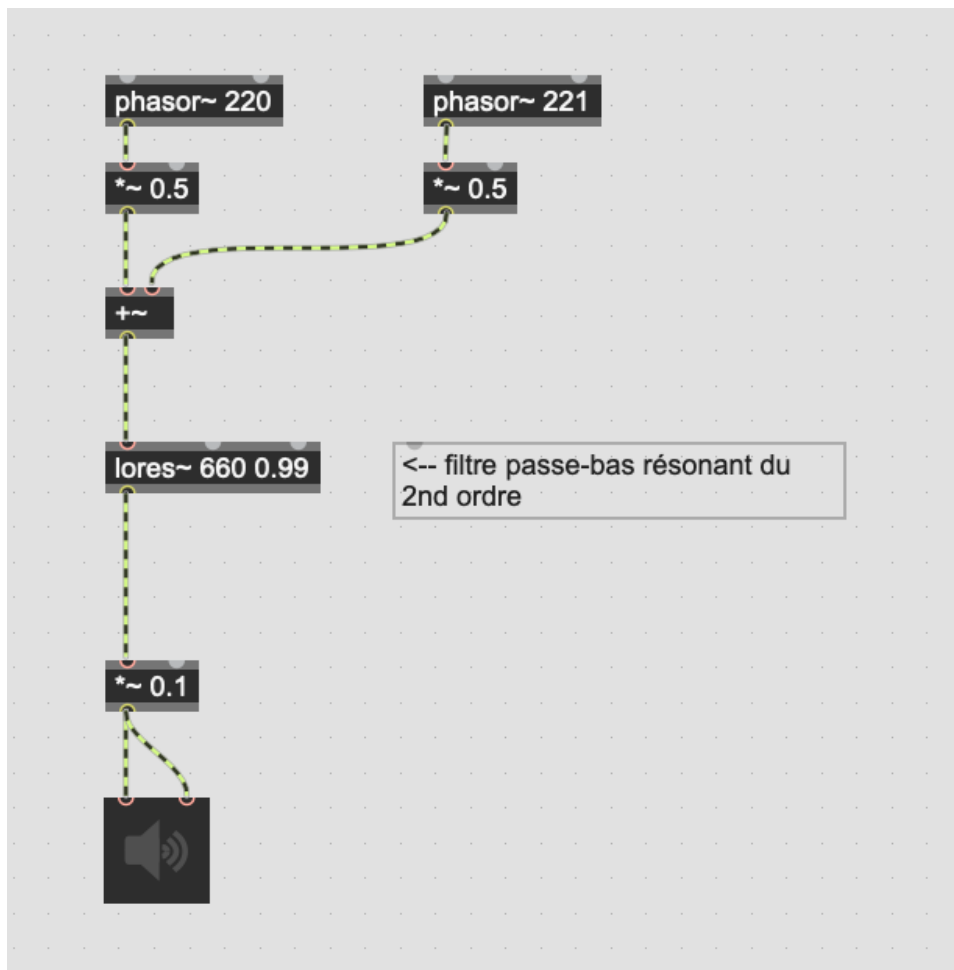 phasor~ 220
phasor~ 221
*~ 0.5
*~ 0.5
+~
lores~ 660 0.99
<-- filtre passe-bas résonant du
2nd ordre
*~ 0.1